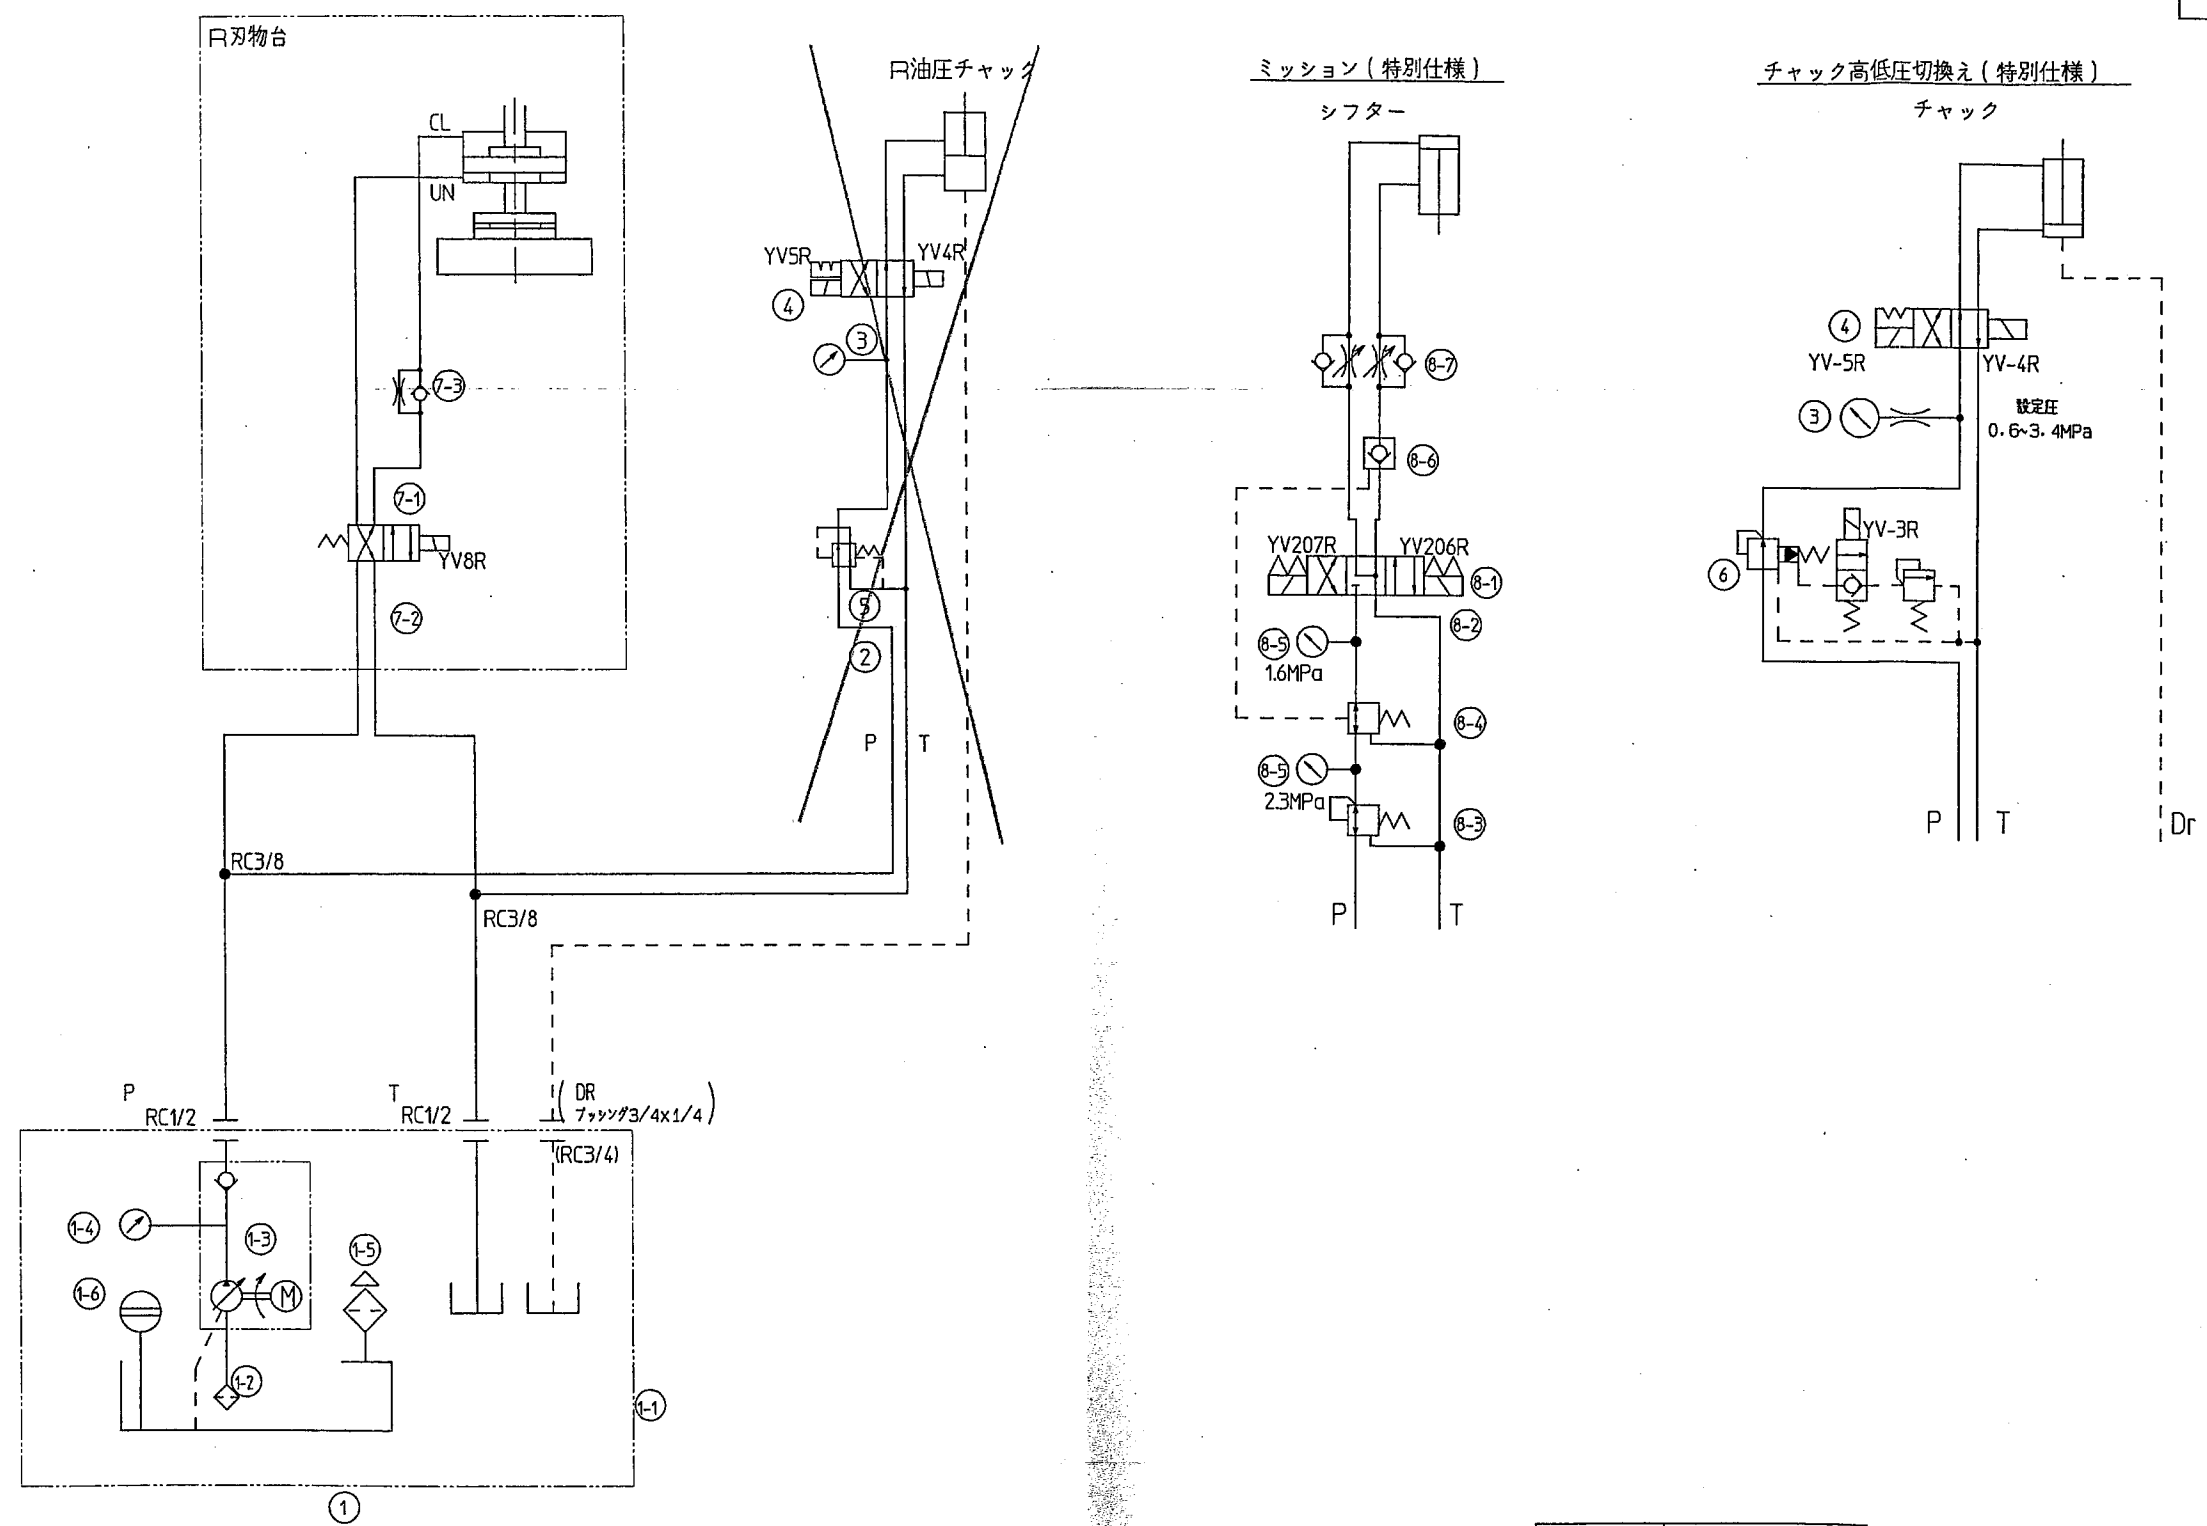 R刃物台
CL
UN
7-3
7-1
YV8R
7-2
R油圧チャック
YV5R
YV4R
4
3
5
2
P
T
RC3/8
RC3/8
ミッション(特別仕様)
シフター
8-7
8-6
YV207R
YV206R
8-1
8-2
8-5
1.6MPa
8-4
8-5
2.3MPa
8-3
P
T
チャック高低圧切換え(特別仕様)
チャック
4
YV-5R
YV-4R
3
設定圧
0.6~3.4MPa
YV-3R
6
P
T
Dr
P
RC1/2
T
RC1/2
(DR
ブッシング3/4x1/4)
(RC3/4)
1-4
1-3
1-5
1-6
M
1-2
1-1
1